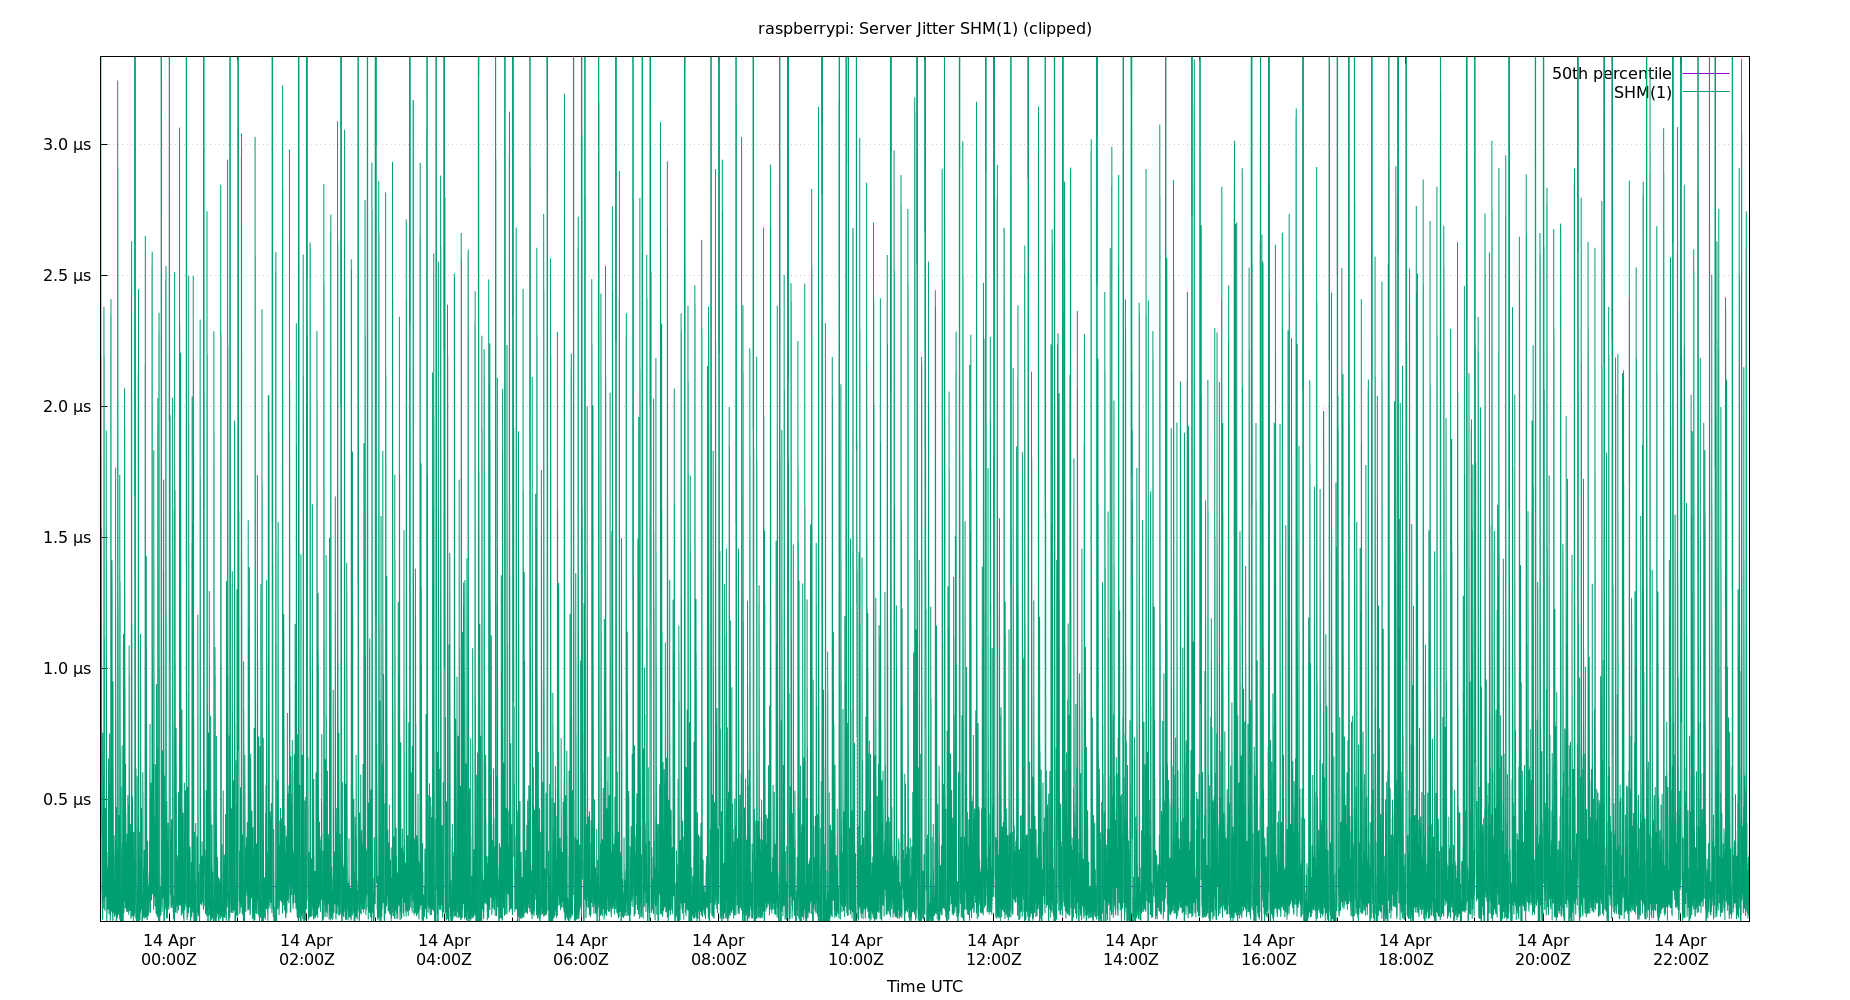 raspberrypi: Server Jitter SHM(1) (clipped)
50th percentile
SHM(1)
3.0 µs
2.5 µs
2.0 µs
1.5 µs
1.0 µs
0.5 µs
14 Apr 14 Apr 14 Apr 14 Apr 14 Apr 14 Apr 14 Apr 14 Apr 14 Apr 14 Apr 14 Apr 14 Apr
00:00Z 02:00Z 04:00Z 06:00Z 08:00Z 10:00Z 12:00Z 14:00Z 16:00Z 18:00Z 20:00Z 22:00Z
Time UTC